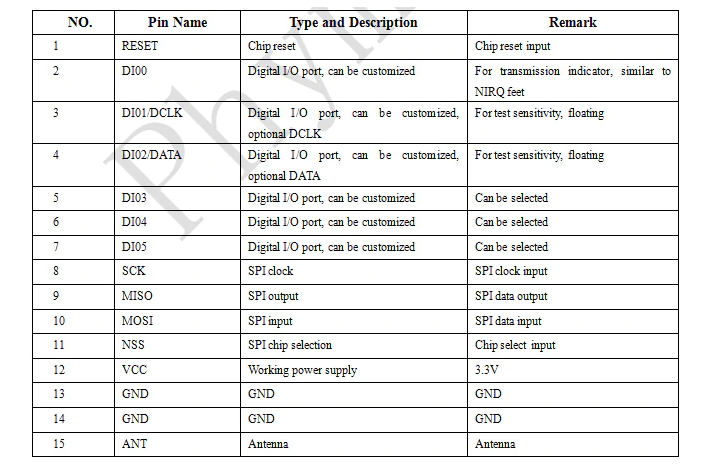 NO. Pin Name Type and Description Remark
1 RESET Chip reset Chip reset input
2 DI00 Digital I/O port, can be customized For transmission indicator, similar to
NIRQ feet
3 DI01/DCLK Digital I/O port, can be customized, For test sensitivity, floating
optional DCLK
4 DI02/DATA Digital I/O port, can be customized, For test sensitivity, floating
optional DATA
5 DI03 Digital I/O port, can be customized Can be selected
6 DI04 Digital I/O port, can be customized Can be selected
7 DI05 Digital I/O port, can be customized Can be selected
8 SCK SPI clock SPI clock input
9 MISO SPI output SPI data output
10 MOSI SPI input SPI data input
11 NSS SPI chip selection Chip select input
12 VCC Working power supply 3.3V
13 GND GND GND
14 GND GND GND
15 ANT Antenna Antenna